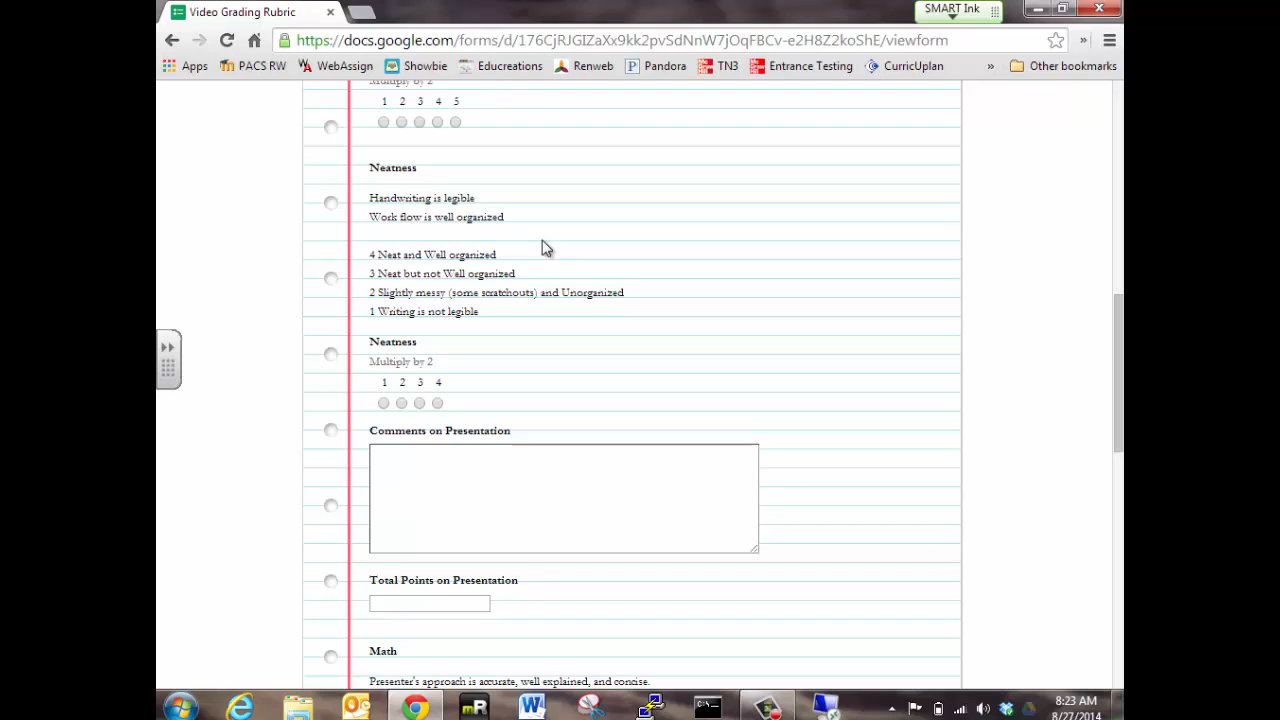 Video Grading Rubric
SMART Ink
https://docs.google.com/forms/d/176CjRJGIZaXx9kk2pvSdNnW7jOqFBCv-e2H8Z2koShE/viewform
Apps PACS RW WebAssign Showbie Educreations Renweb Pandora TN3 Entrance Testing CurricUplan » Other bookmarks
Multiply by 2
1 2 3 4 5
Neatness
Handwriting is legible
Work flow is well organized
4 Neat and Well organized
3 Neat but not Well organized
2 Slightly messy (some scratchouts) and Unorganized
1 Writing is not legible
Neatness
Multiply by 2
1 2 3 4
Comments on Presentation
Total Points on Presentation
Math
Presenter's approach is accurate, well explained, and concise.
mR
8:23 AM
8/27/2014